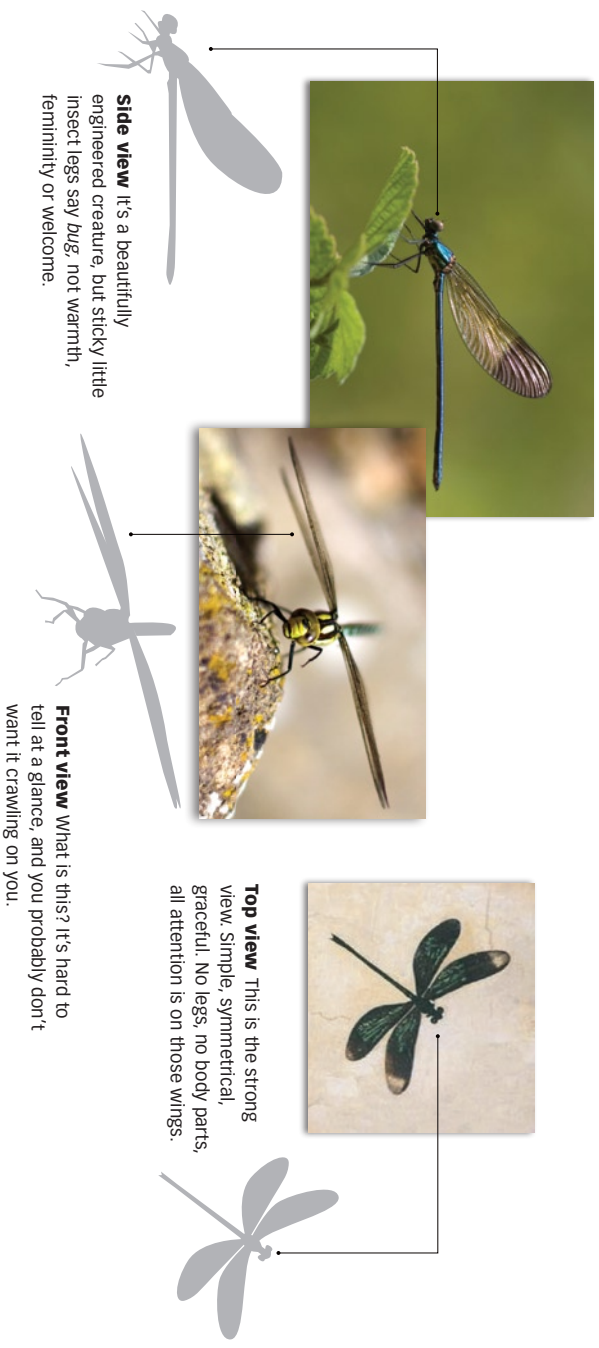 Side view It's a beautifully
engineered creature, but sticky little
insect legs say bug, not warmth,
femininity or welcome.
Front view What is this? It's hard to
tell at a glance, and you probably don't
want it crawling on you.
Top view This is the strong
view. Simple, symmetrical,
graceful. No legs, no body parts,
all attention is on those wings.